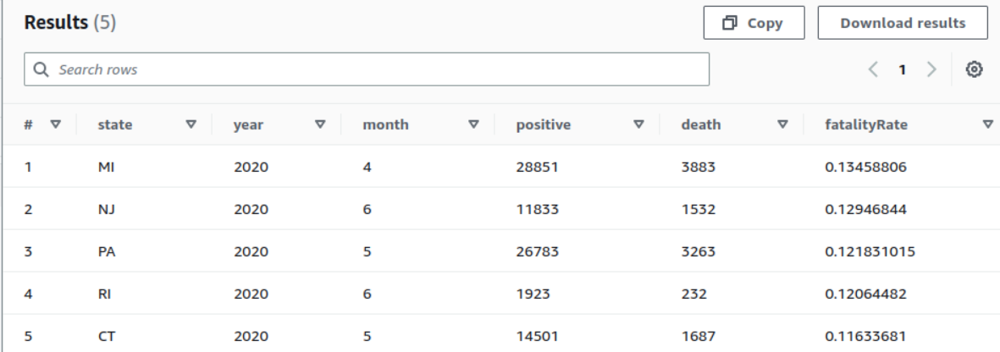 Results (5) Copy Download results
Search rows 1
# state year month positive death fatalityRate
1 MI 2020 4 28851 3883 0.13458806
2 NJ 2020 6 11833 1532 0.12946844
3 PA 2020 5 26783 3263 0.121831015
4 RI 2020 6 1923 232 0.12064482
5 CT 2020 5 14501 1687 0.11633681